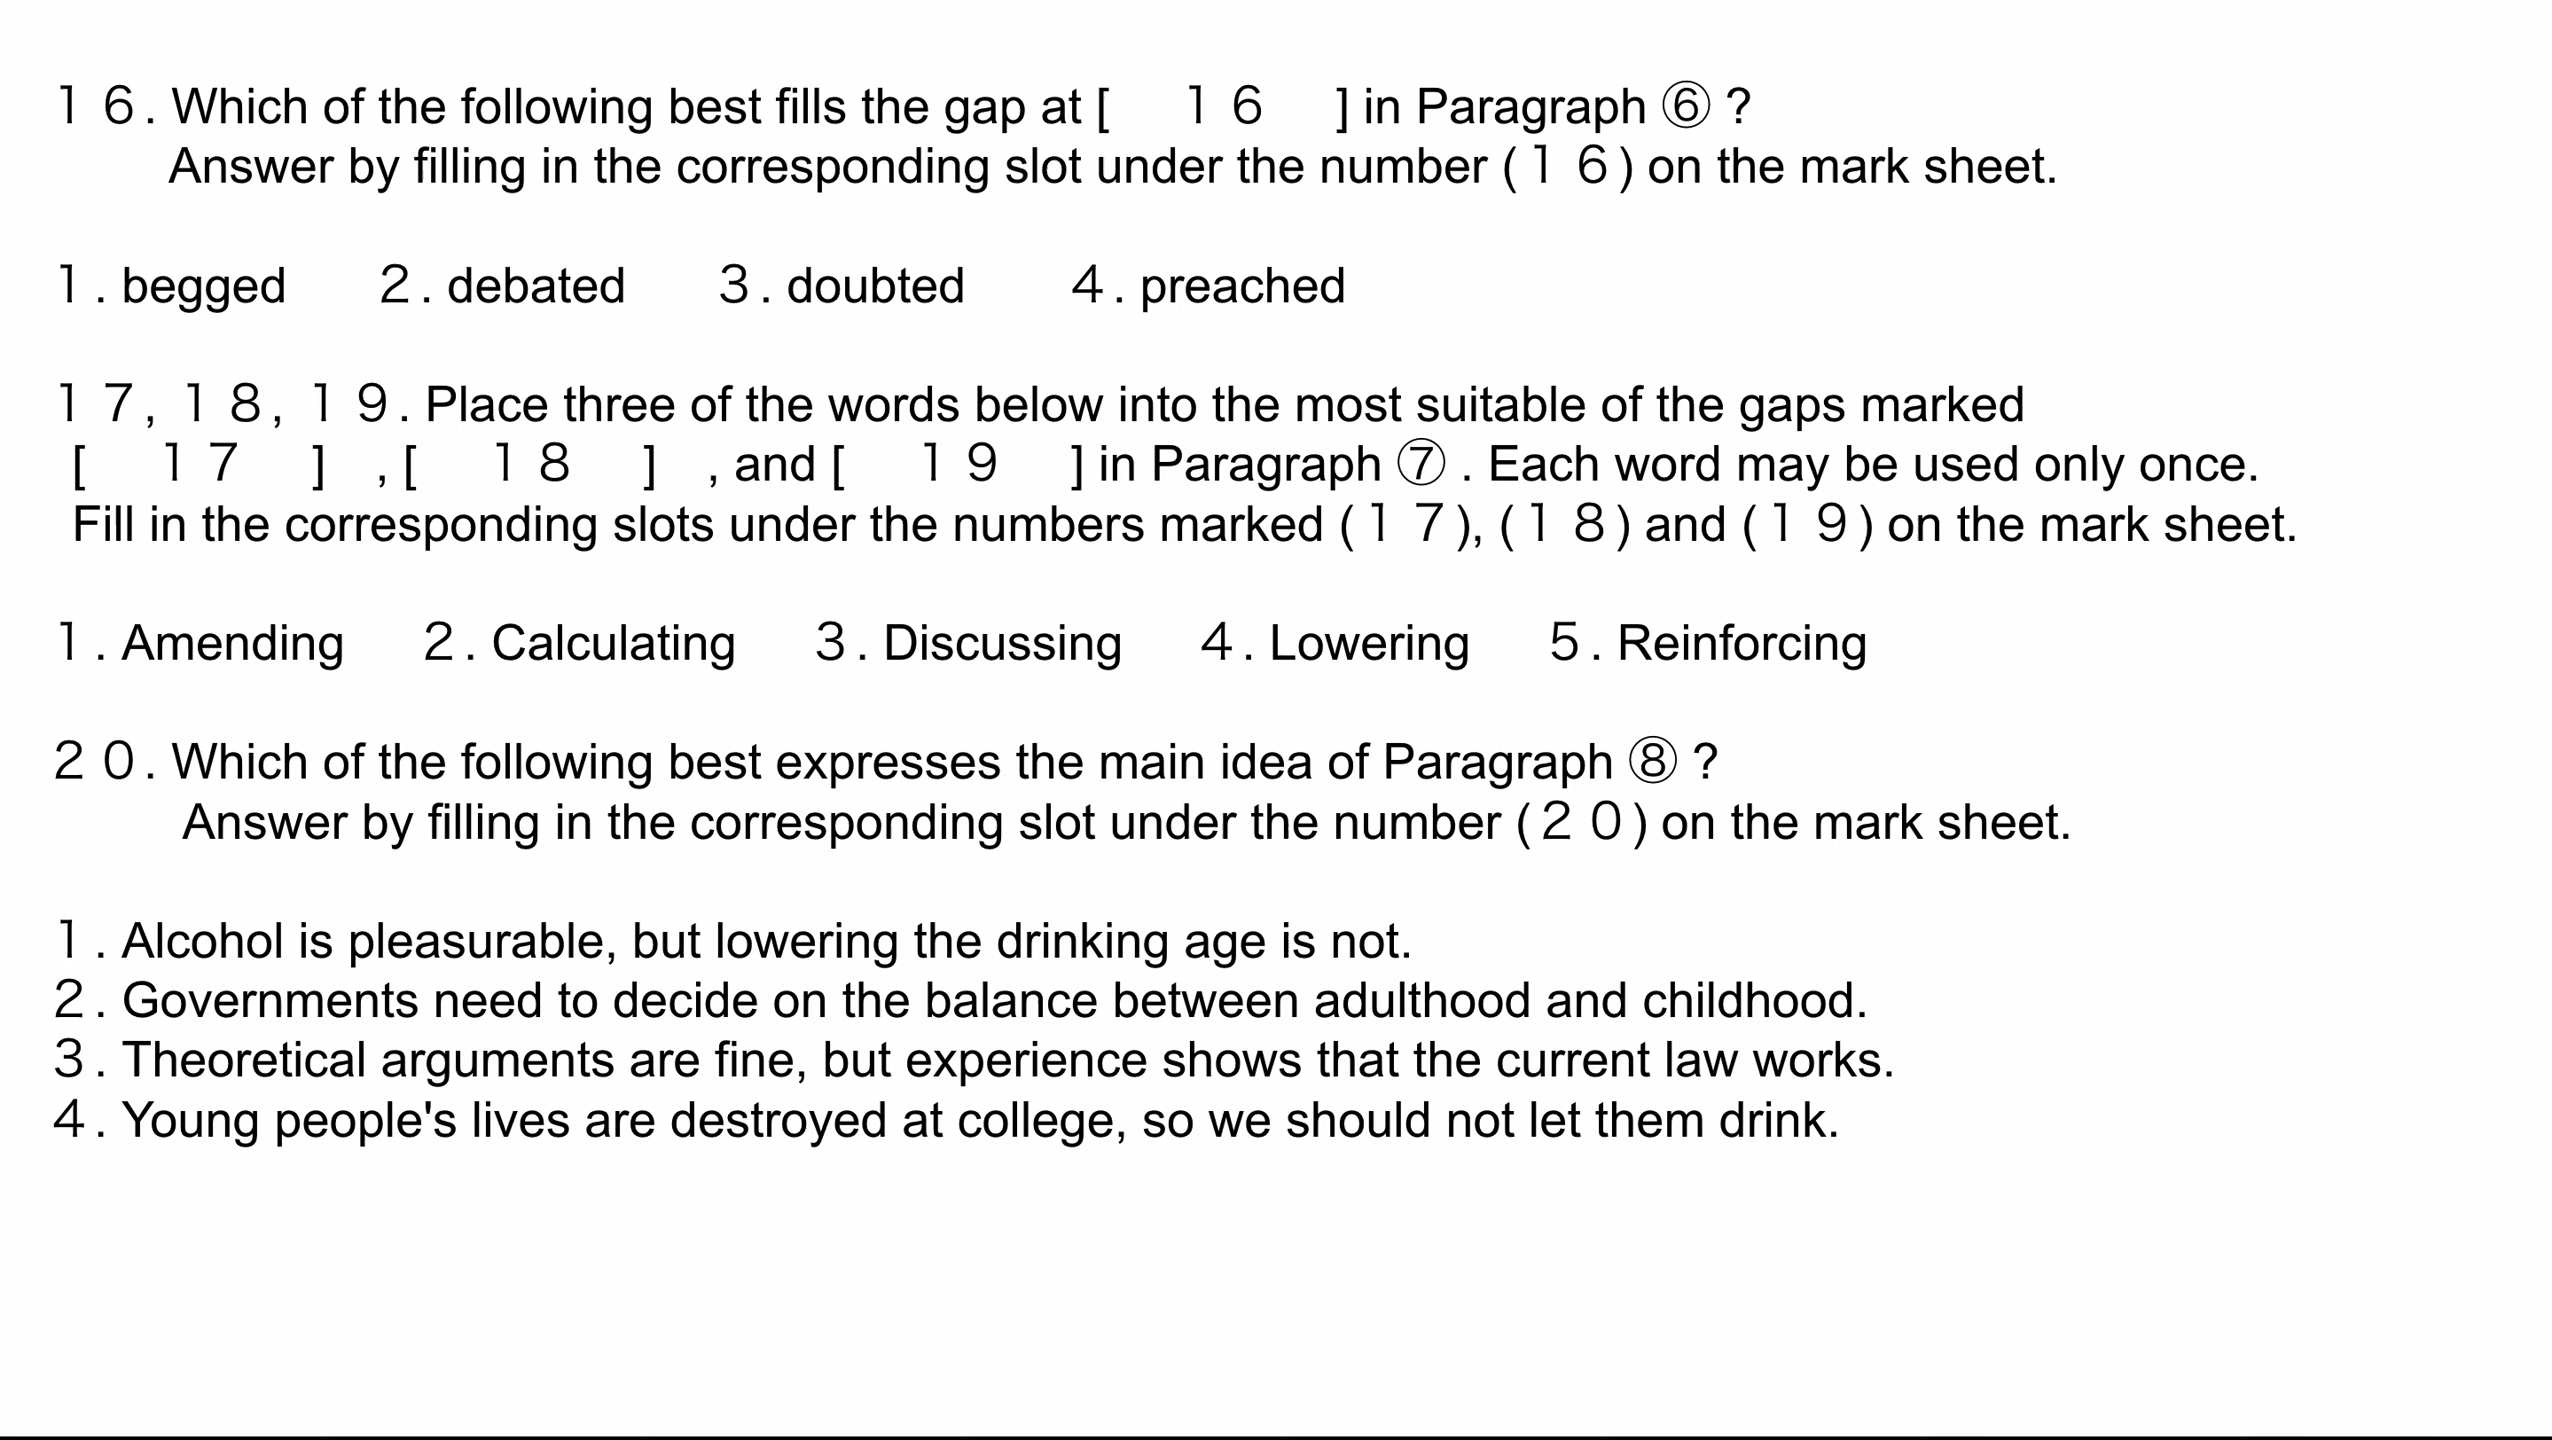 １６. Which of the following best fills the gap at [　１６　] in Paragraph ⑥ ?
Answer by filling in the corresponding slot under the number (１６) on the mark sheet.
１. begged　２. debated　３. doubted　４. preached
１７, １８, １９. Place three of the words below into the most suitable of the gaps marked
[　１７　] , [　１８　] , and [　１９　] in Paragraph ⑦ . Each word may be used only once.
Fill in the corresponding slots under the numbers marked (１７), (１８) and (１９) on the mark sheet.
１. Amending　２. Calculating　３. Discussing　４. Lowering　５. Reinforcing
２０. Which of the following best expresses the main idea of Paragraph ⑧ ?
Answer by filling in the corresponding slot under the number (２０) on the mark sheet.
１. Alcohol is pleasurable, but lowering the drinking age is not.
２. Governments need to decide on the balance between adulthood and childhood.
３. Theoretical arguments are fine, but experience shows that the current law works.
４. Young people's lives are destroyed at college, so we should not let them drink.